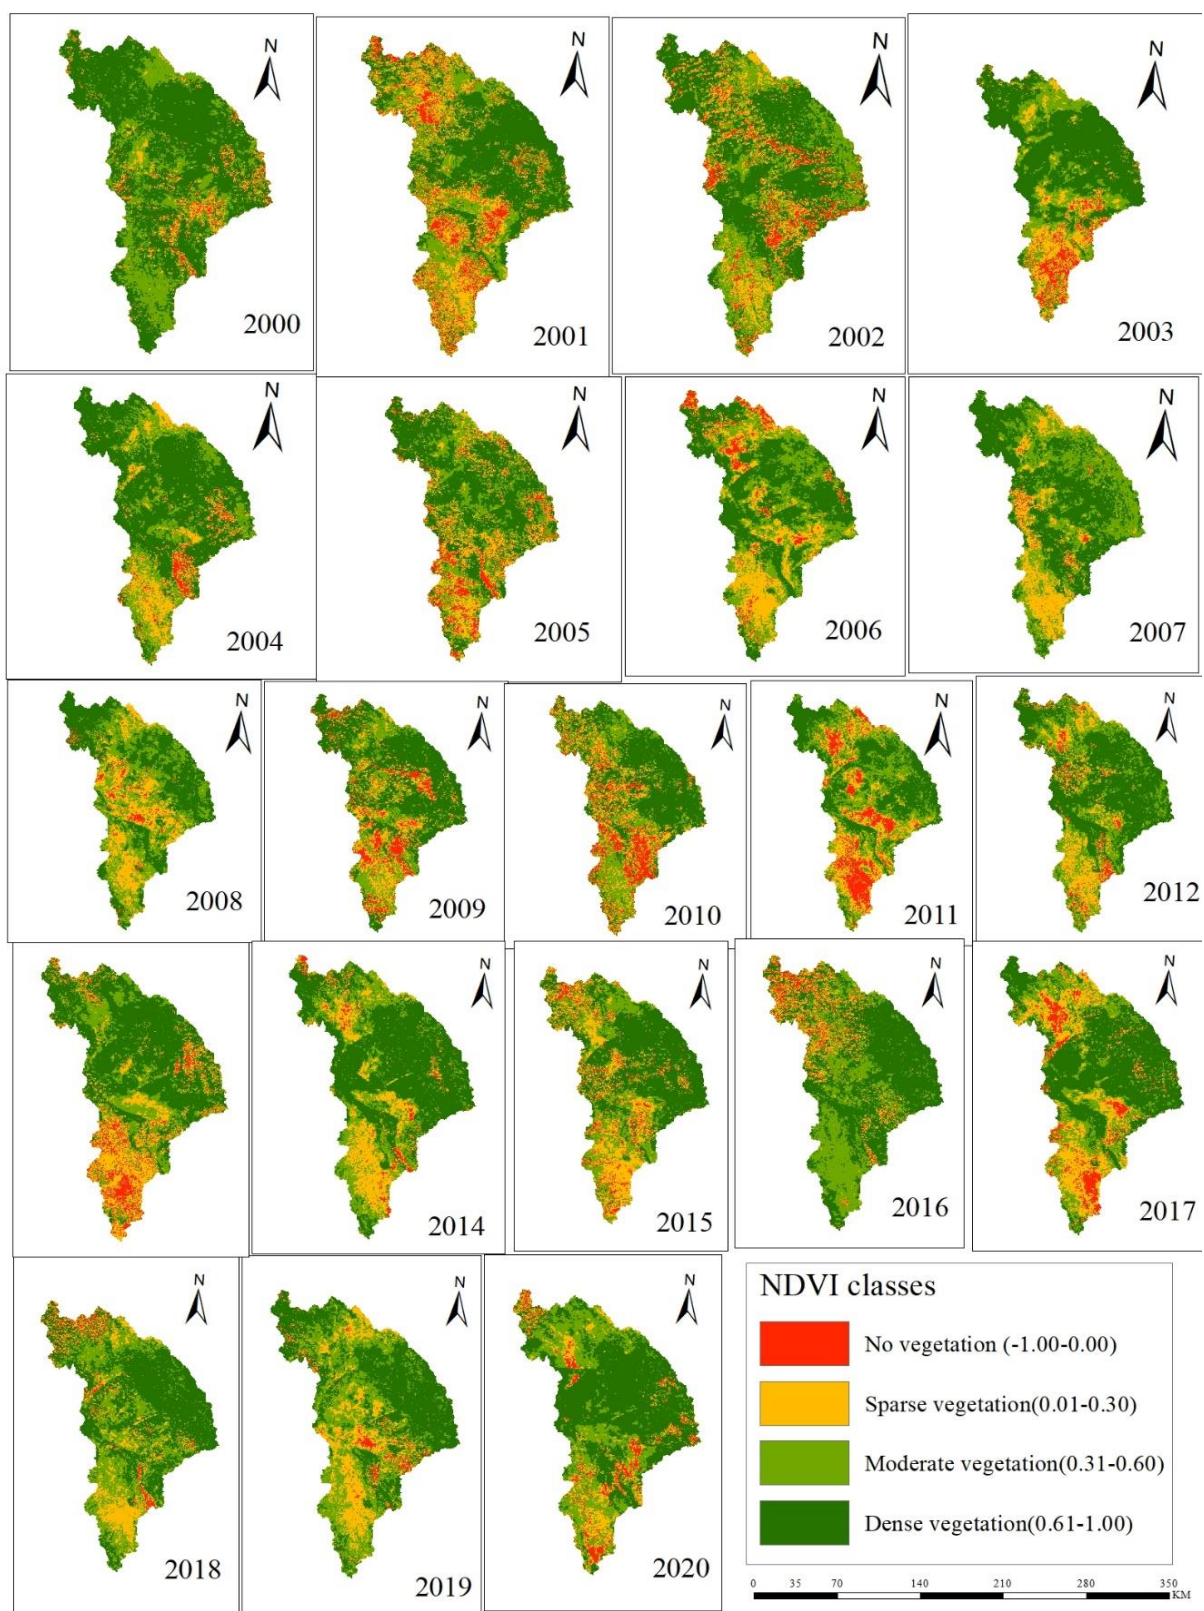 N
N
N
N
2000
2001
2002
2003
N
N
N
N
2004
2005
2006
2007
N
N
N
N
N
2008
2009
2010
2011
2012
N
N
N
2014
2015
2016
2017
N
N
N
2018
2019
2020
NDVI classes
No vegetation (-1.00-0.00)
Sparse vegetation(0.01-0.30)
Moderate vegetation(0.31-0.60)
Dense vegetation(0.61-1.00)
0 35 70 140 210 280 350
KM